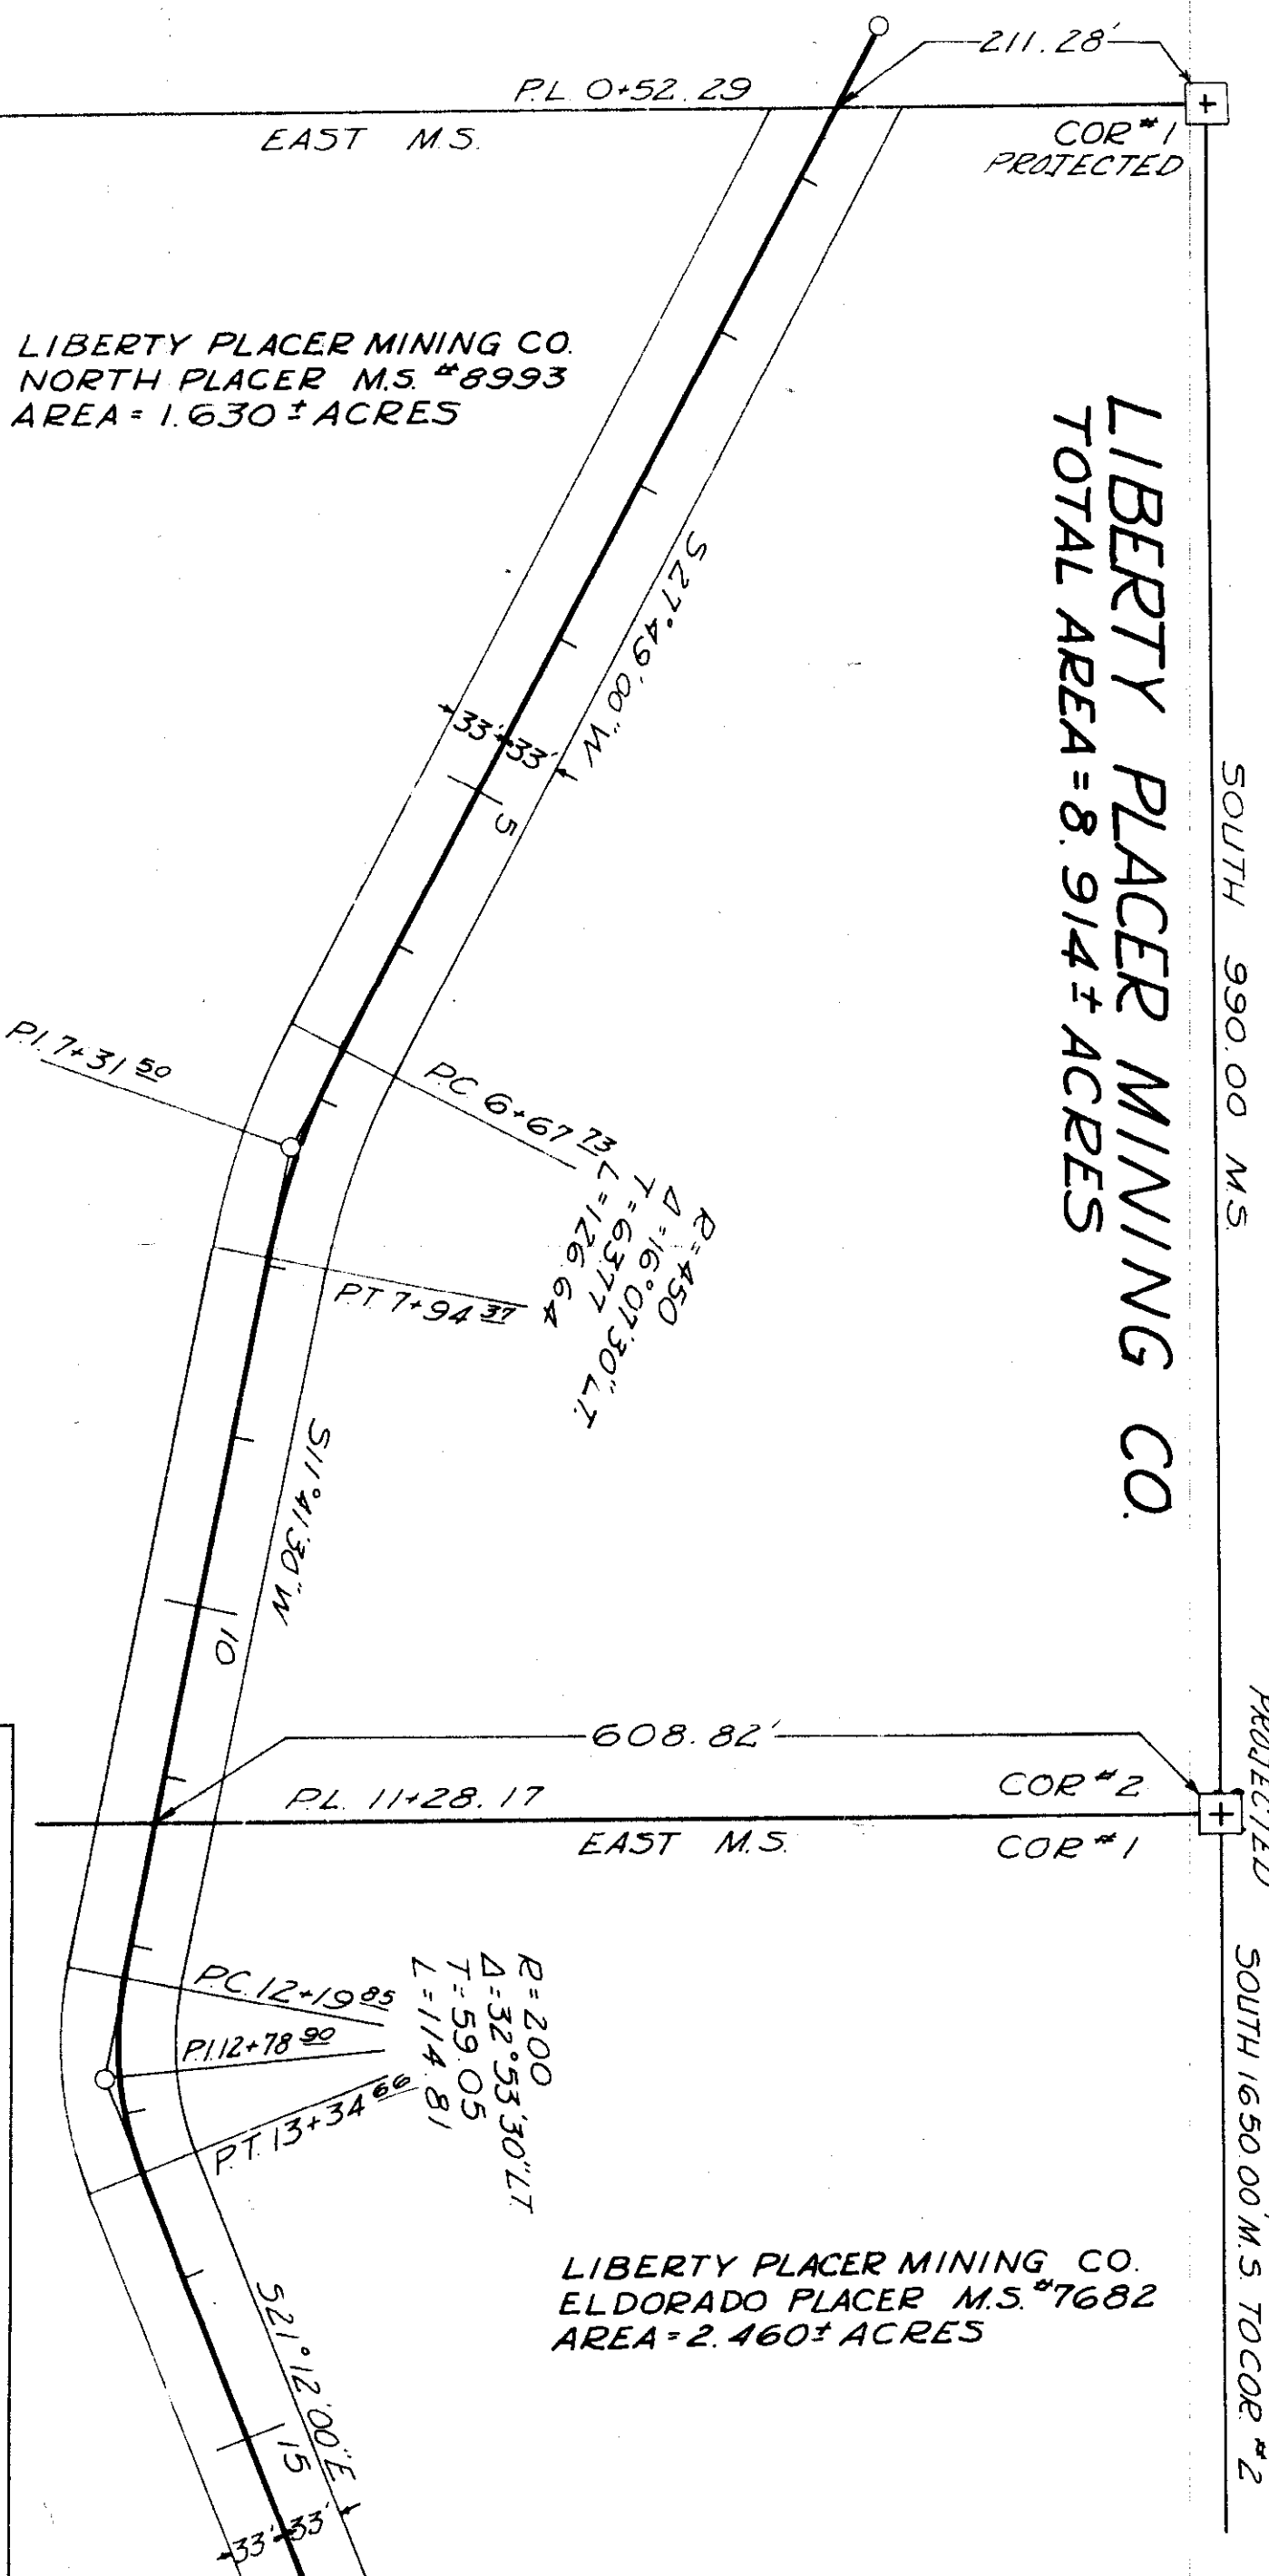 211.28'
P.L. 0+52.29
EAST M.S.
COR #1
PROJECTED
LIBERTY PLACER MINING CO.
NORTH PLACER M.S. #8993
AREA = 1.630 ± ACRES
LIBERTY PLACER MINING CO.
TOTAL AREA = 8.914 ± ACRES
SOUTH 990.00 M.S.
S27°49'00"W
33' 33'
5
P.I. 7+31 50
P.C. 6+67 73
R=450
Δ=16°07'30"LT.
T=63.77
L=126.64
P.T. 7+94 37
S11°41'30"W
10
PROJECTED
608.82'
P.L. 11+28.17
COR #2
EAST M.S.
COR #1
SOUTH 1650.00' M.S. TO COR #2
P.C. 12+19 85
P.I. 12+78 90
P.T. 13+34 66
R=200
Δ=32°53'30"LT
T=59.05
L=114.81
LIBERTY PLACER MINING CO.
ELDORADO PLACER M.S. #7682
AREA = 2.460± ACRES
S21°12'00"E
15
33' 33'